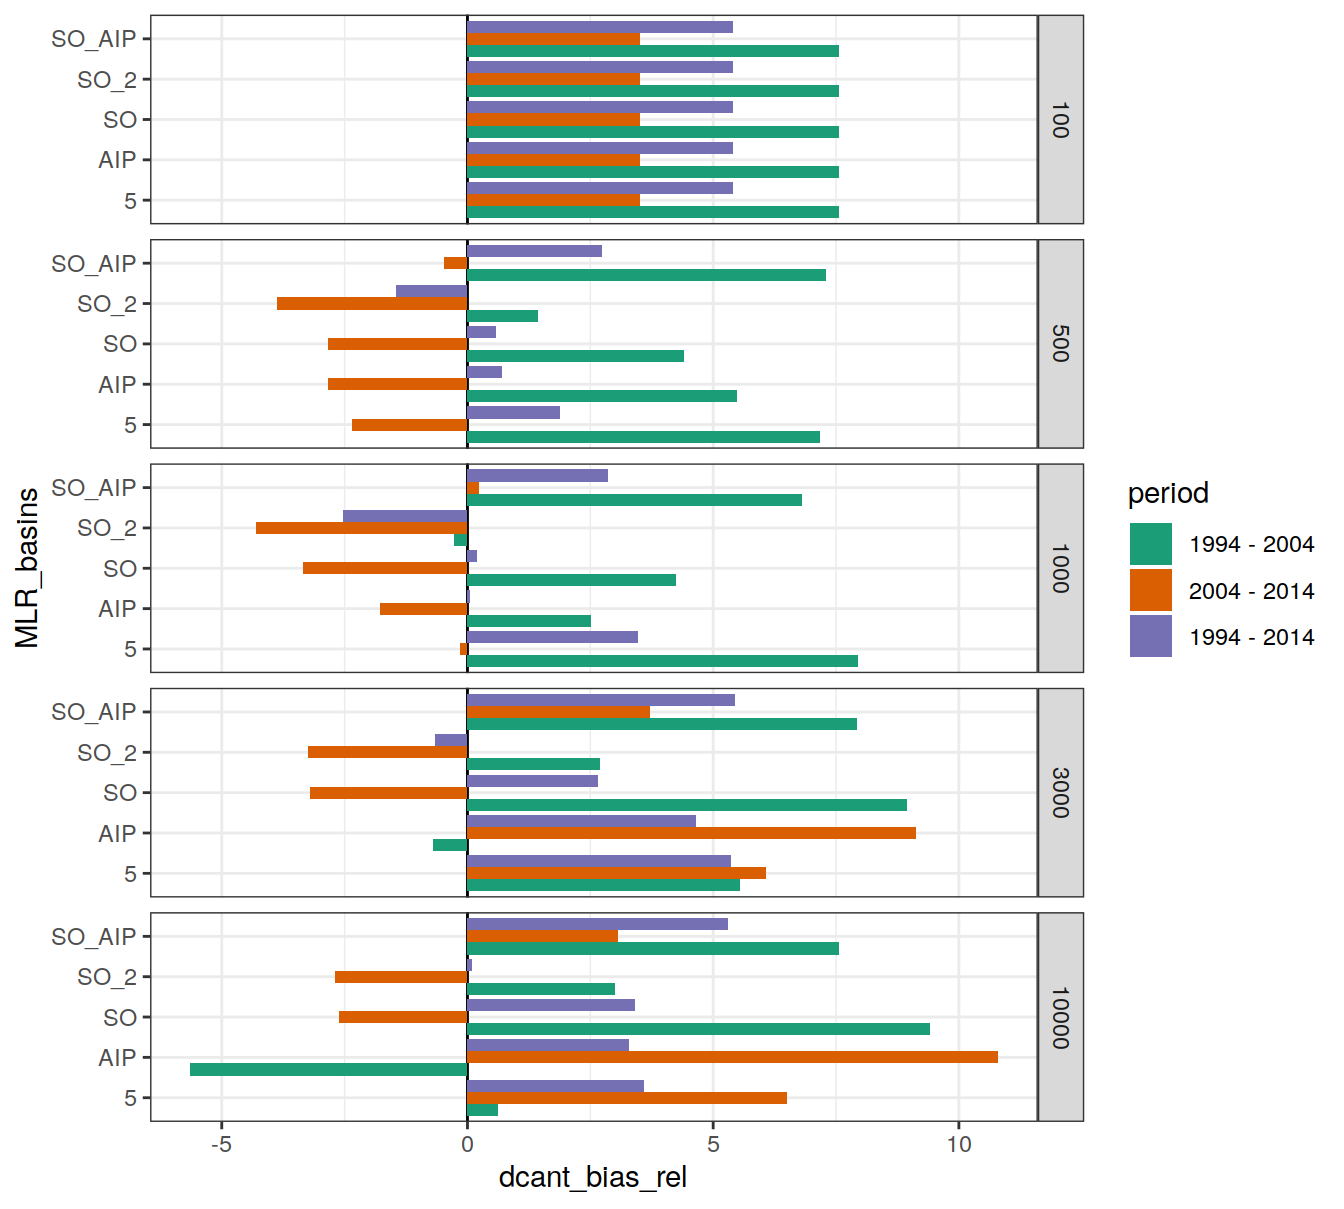 SO_AIP
SO_2
SO
AIP
5
100
SO_AIP
SO_2
SO
AIP
5
500
SO_AIP
SO_2
SO
AIP
5
1000
SO_AIP
SO_2
SO
AIP
5
3000
SO_AIP
SO_2
SO
AIP
5
10000
-5
0
5
10
dcant_bias_rel
MLR_basins
period
1994 - 2004
2004 - 2014
1994 - 2014